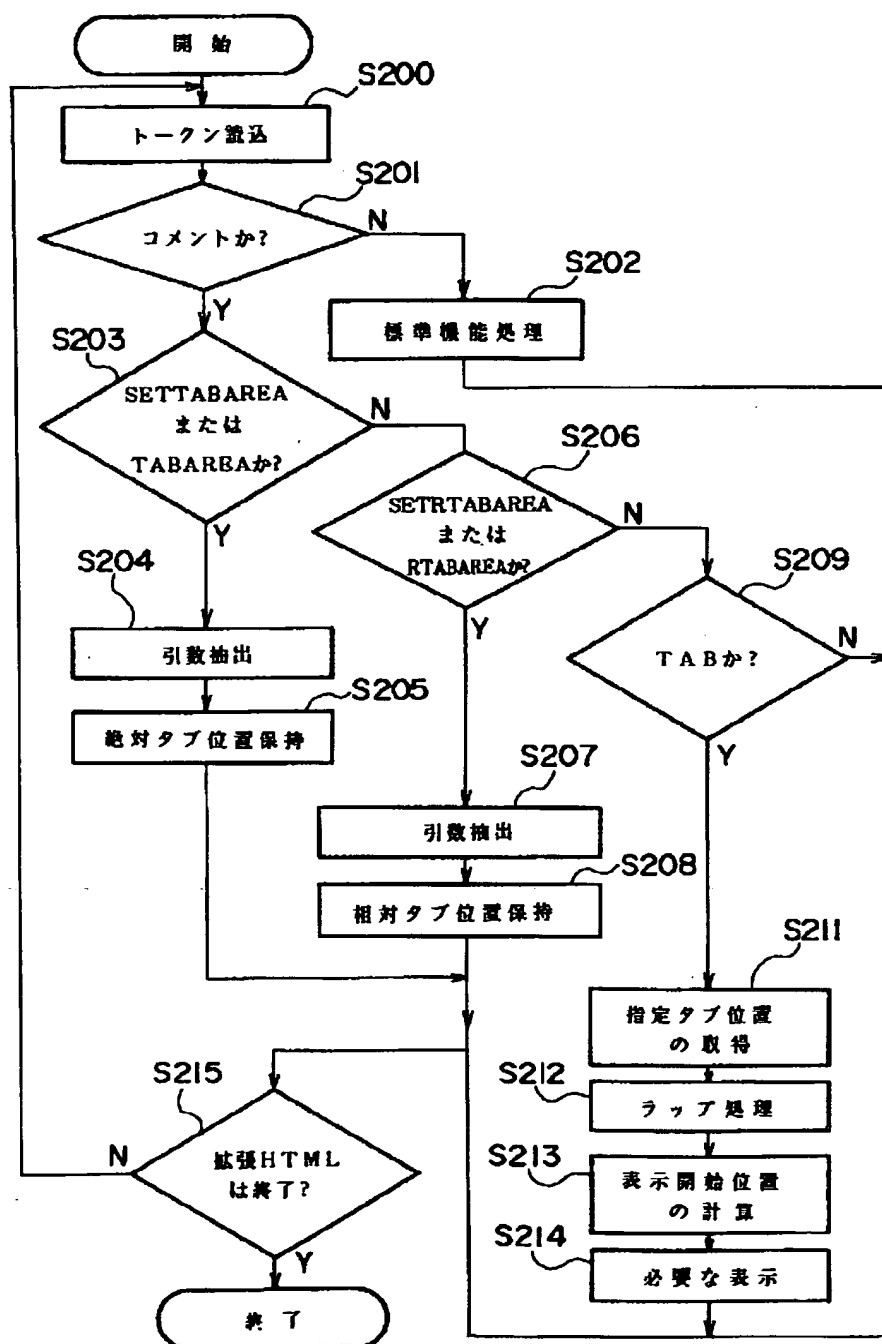 開始
S200
トークン読込
S201
コメントか?
N
Y
S202
標準機能処理
S203
SETTABAREA
または
TABAREAか?
N
Y
S206
SETRTABAREA
または
RTABAREAか?
N
Y
S209
TABか?
N
Y
S204
引数抽出
S205
絶対タブ位置保持
S207
引数抽出
S208
相対タブ位置保持
S211
指定タブ位置
の取得
S212
ラップ処理
S213
表示開始位置
の計算
S214
必要な表示
S215
拡張HTML
は終了?
N
Y
終了